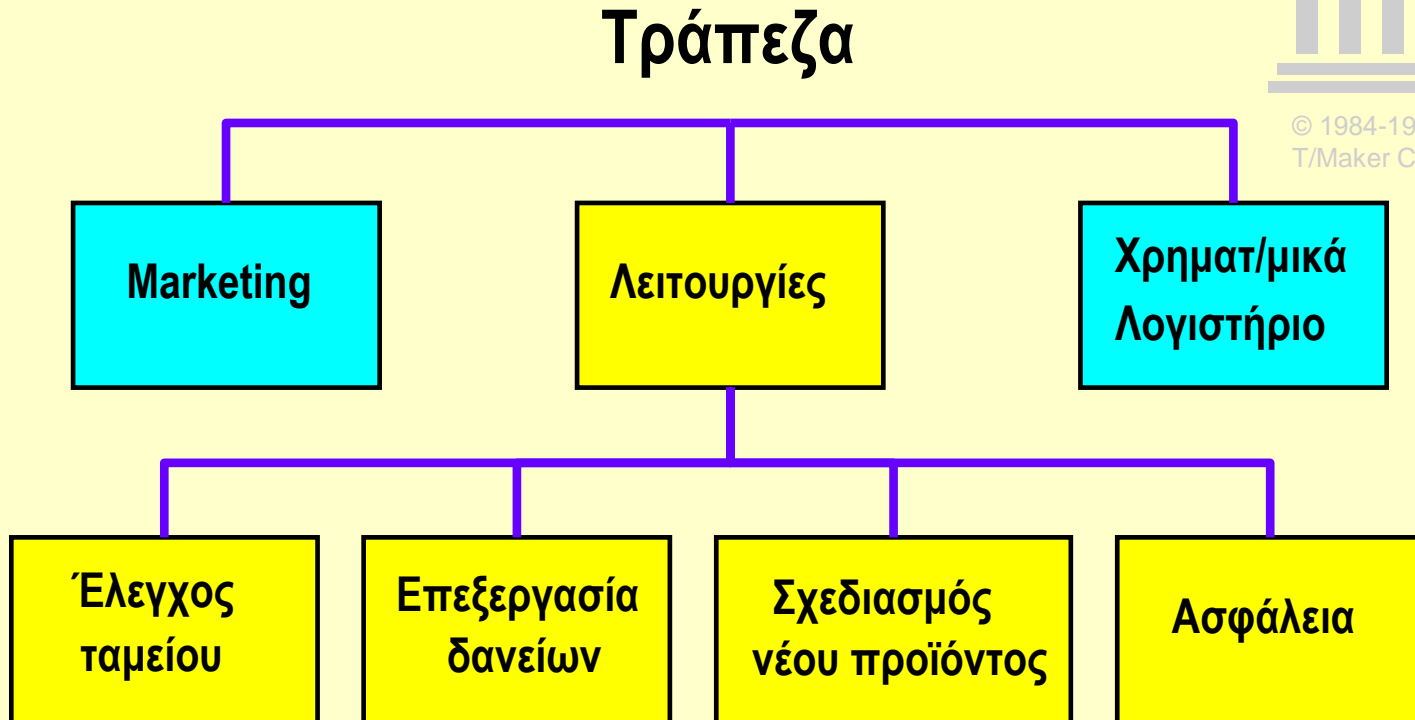 Τράπεζα
© 1984-19
T/Maker C
Marketing
Λειτουργίες
Χρηματ/μικά
Λογιστήριο
Έλεγχος
ταμείου
Επεξεργασία
δανείων
Σχεδιασμός
νέου προϊόντος
Ασφάλεια